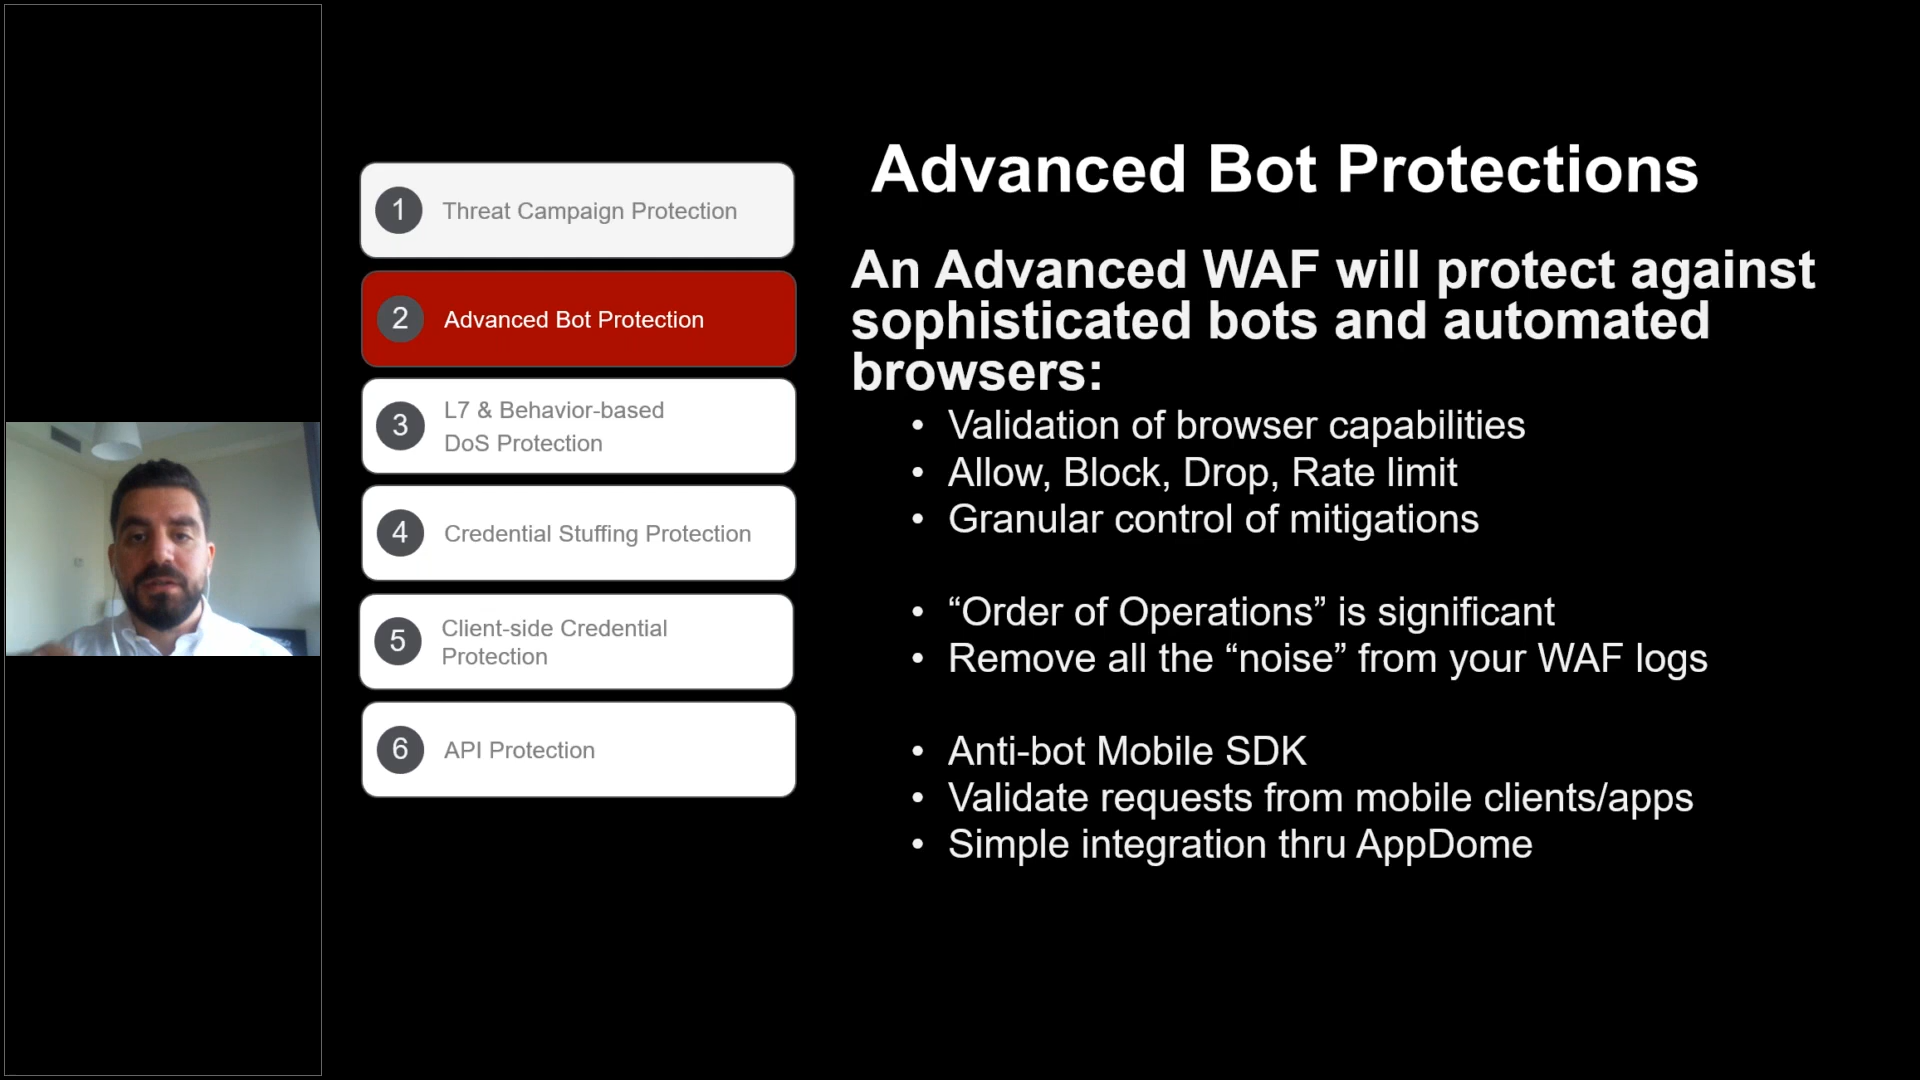 1 Threat Campaign Protection
2 Advanced Bot Protection
3 L7 & Behavior-based
DoS Protection
4 Credential Stuffing Protection
5 Client-side Credential
Protection
6 API Protection
Advanced Bot Protections
An Advanced WAF will protect against
sophisticated bots and automated
browsers:
• Validation of browser capabilities
• Allow, Block, Drop, Rate limit
• Granular control of mitigations
• “Order of Operations” is significant
• Remove all the “noise” from your WAF logs
• Anti-bot Mobile SDK
• Validate requests from mobile clients/apps
• Simple integration thru AppDome